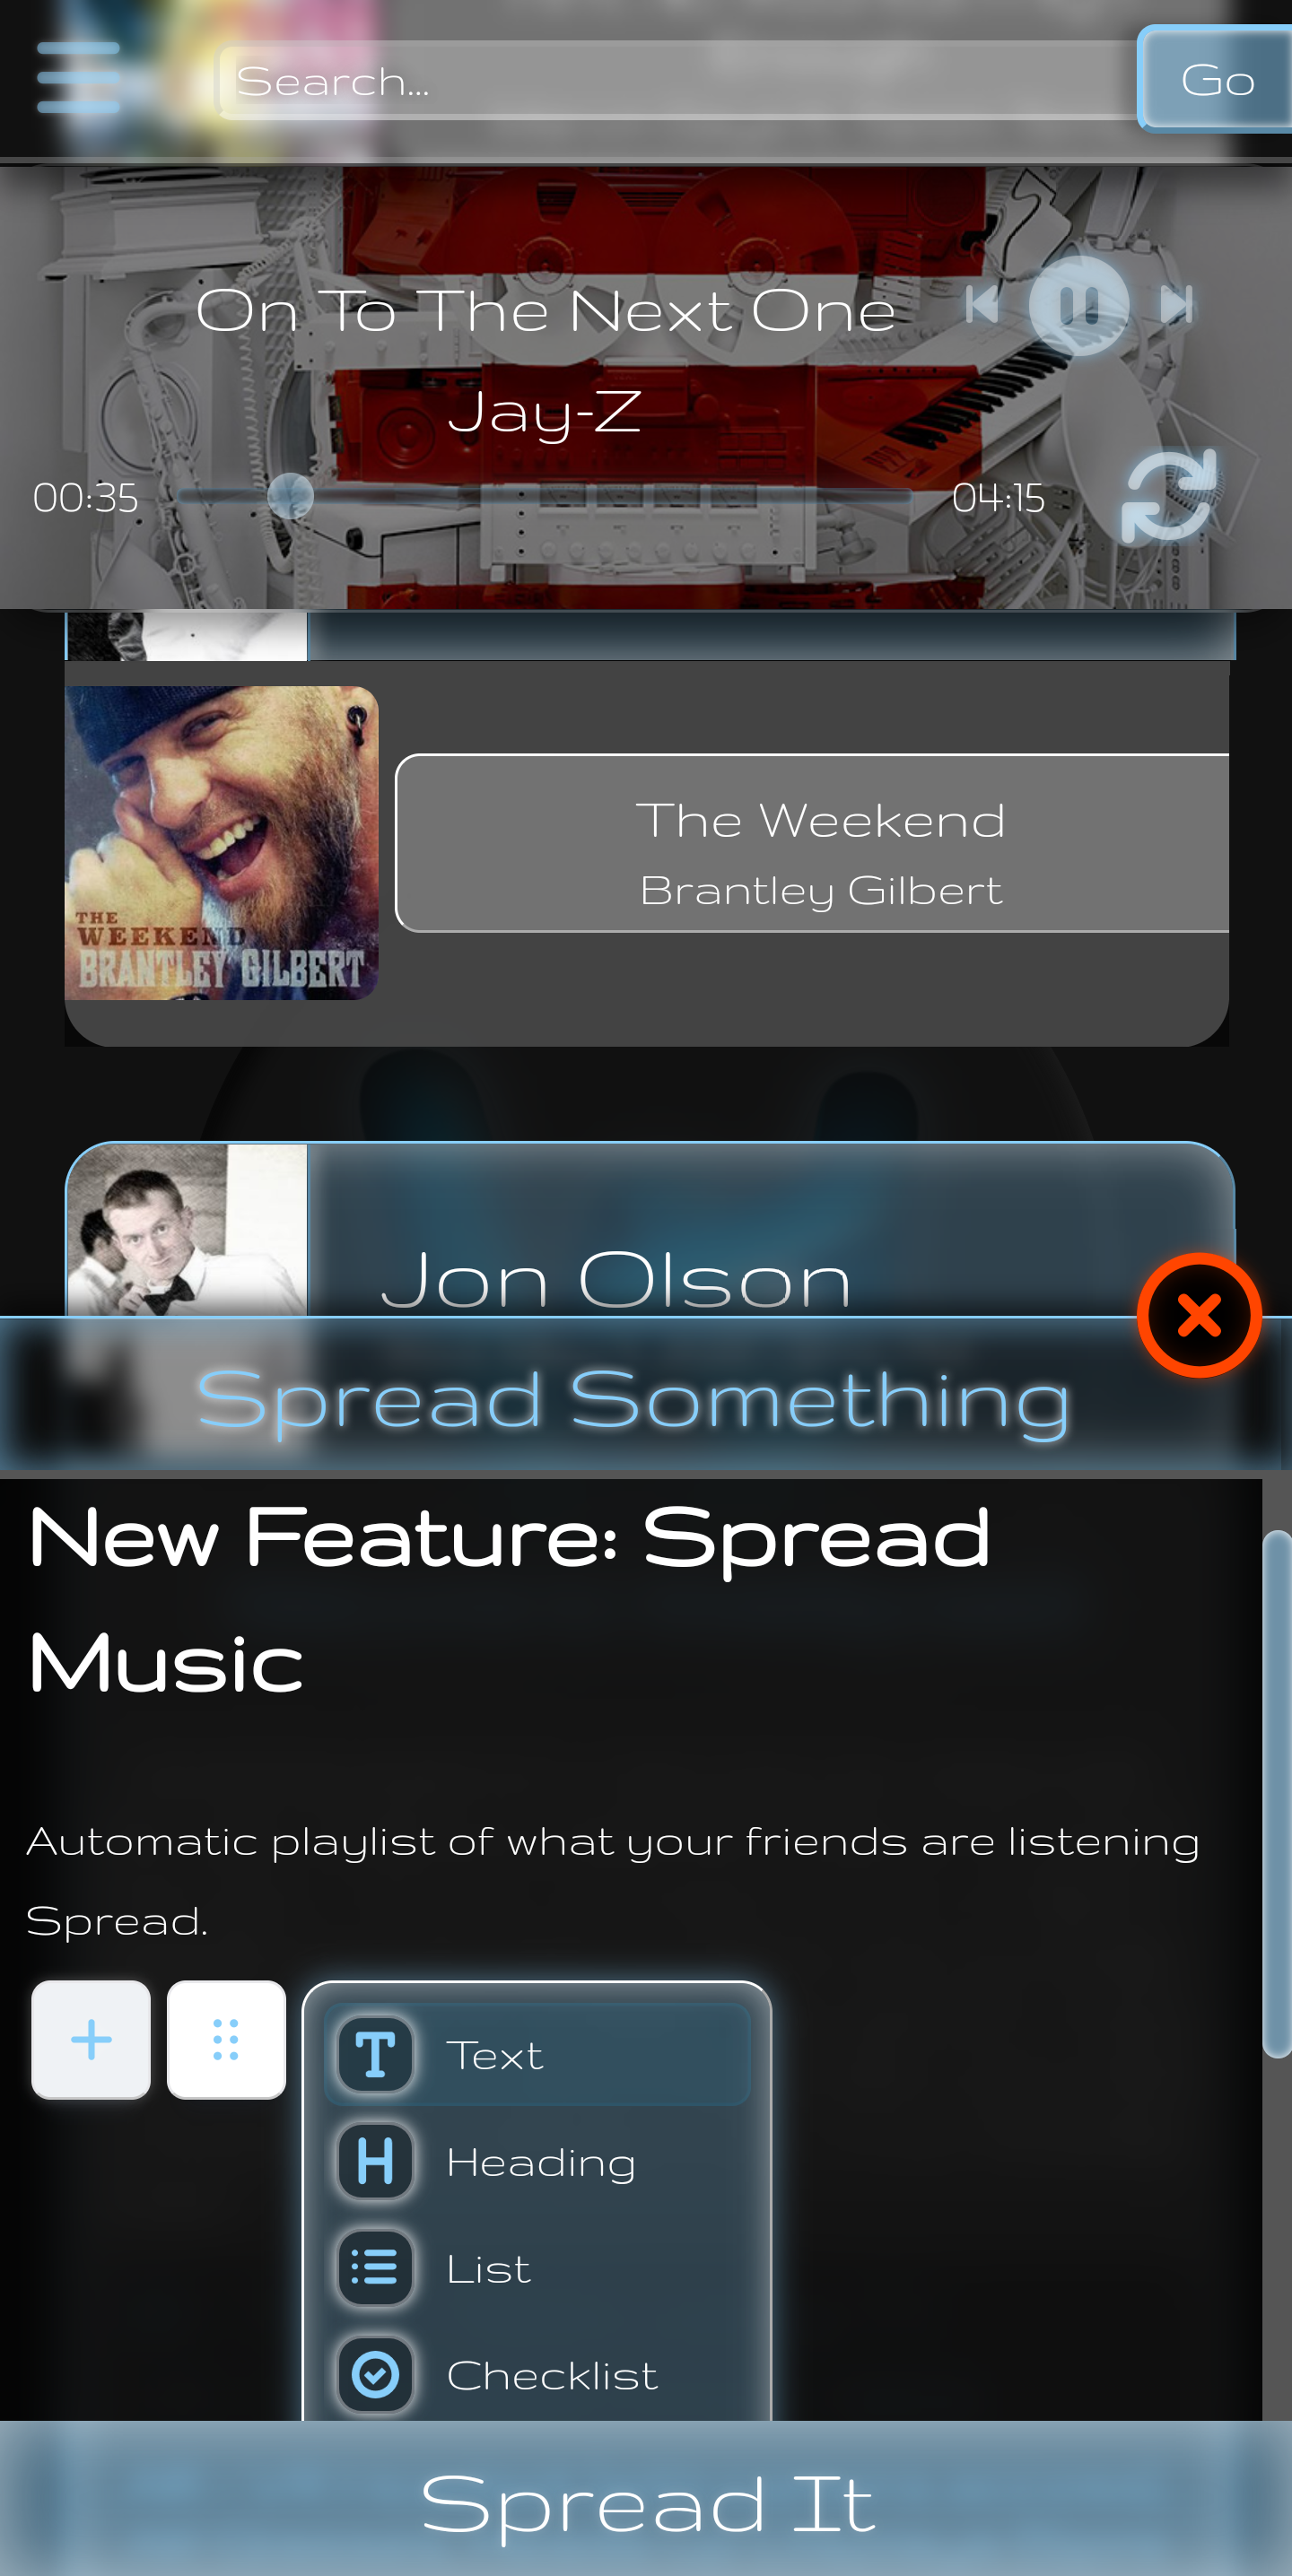 Search...
Go
On To The Next One
Jay-Z
00:35
04:15
THE
WEEKEND
BRANTLEY GILBERT
The Weekend
Brantley Gilbert
Jon Olson
Spread Something
New Feature: Spread
Music
Automatic playlist of what your friends are listening
Spread.
Text
Heading
List
Checklist
Spread It